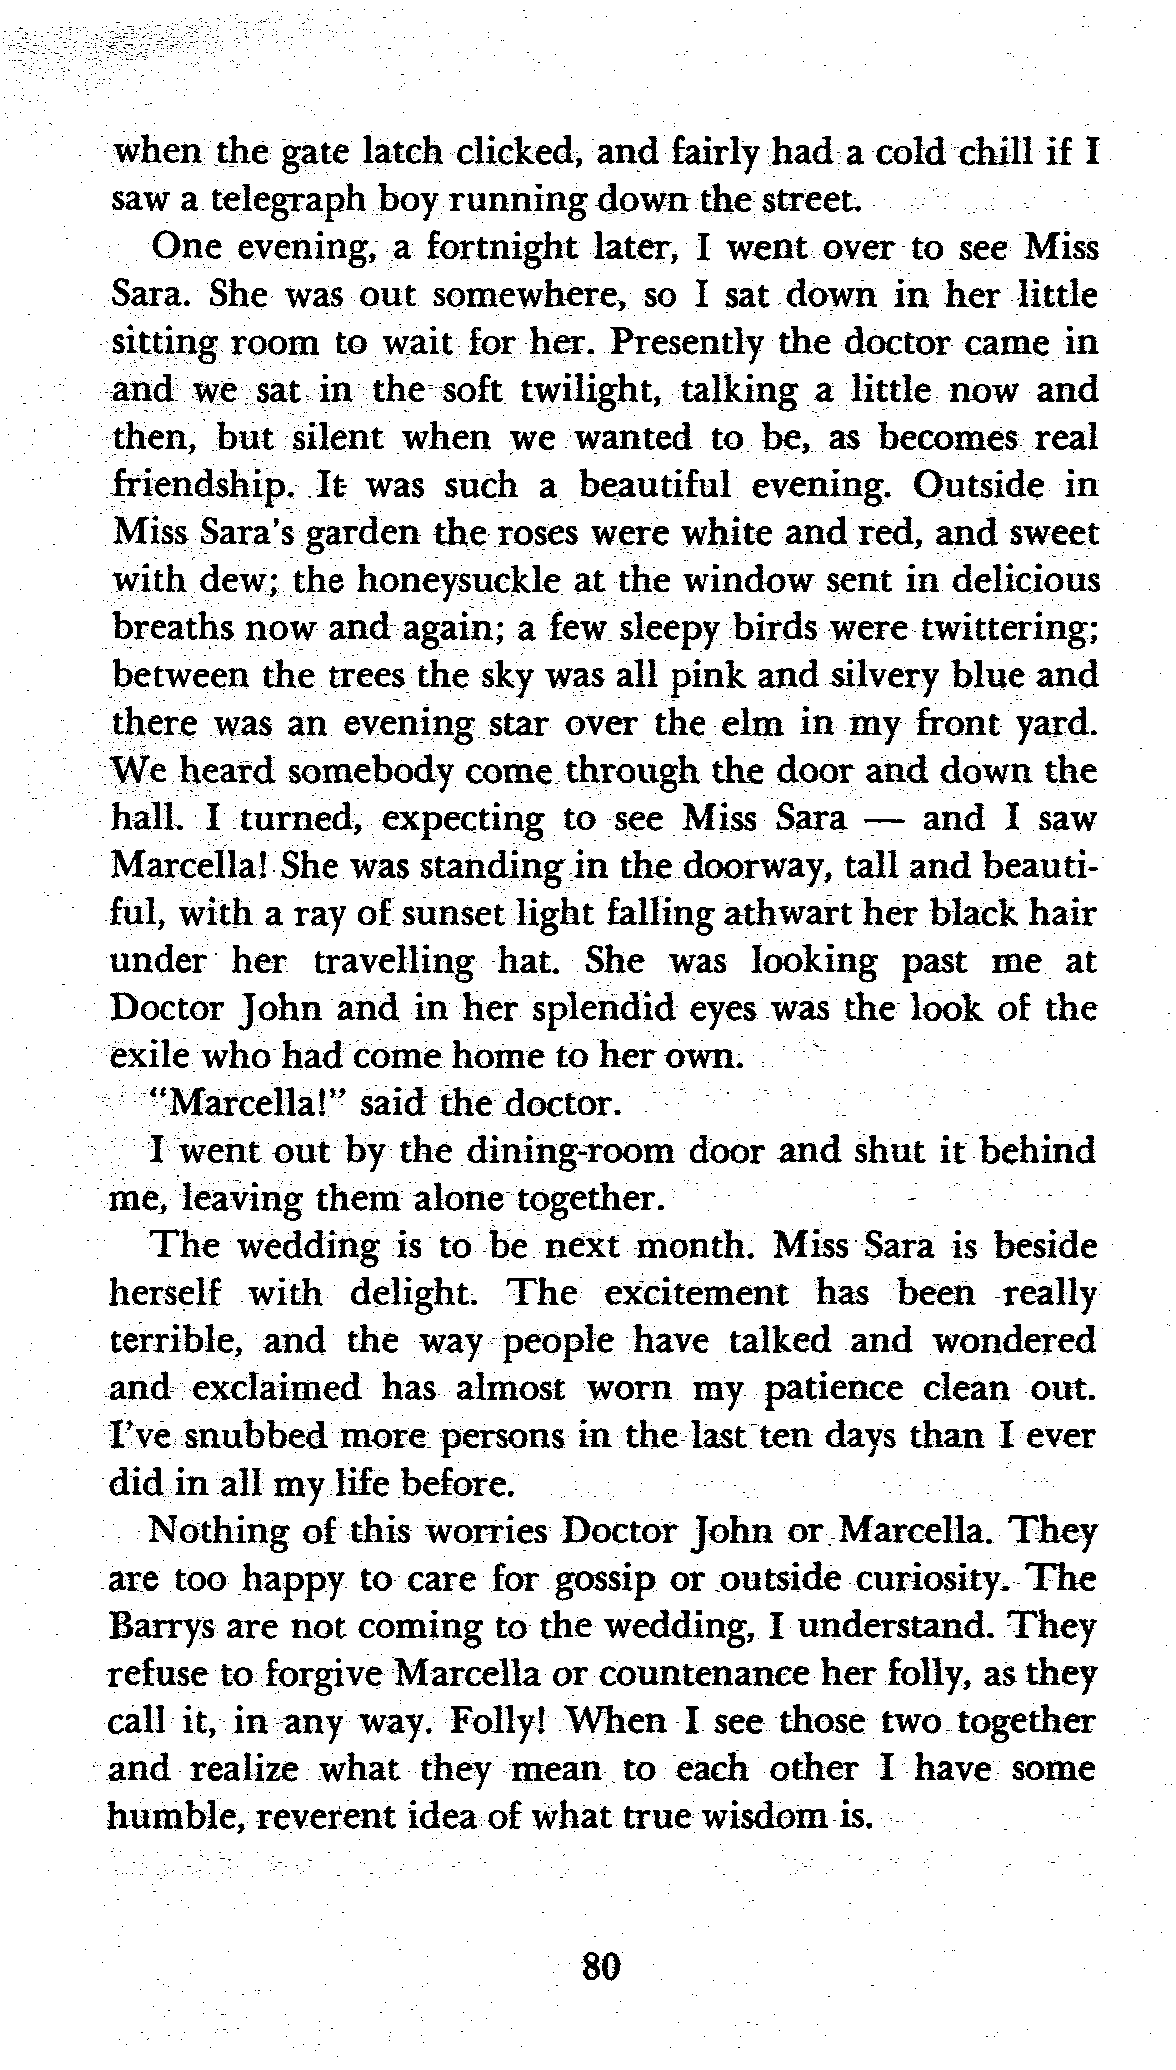 when the gate latch clicked, and fairly had a cold chill if I
saw a telegraph boy running down the street.
One evening, a fortnight later, I went over to see Miss
Sara. She was out somewhere, so I sat down in her little
sitting room to wait for her. Presently the doctor came in
and we sat in the soft twilight, talking a little now and
then, but silent when we wanted to be, as becomes real
friendship. It was such a beautiful evening. Outside in
Miss Sara's garden the roses were white and red, and sweet
with dew; the honeysuckle at the window sent in delicious
breaths now and again; a few sleepy birds were twittering;
between the trees the sky was all pink and silvery blue and
there was an evening star over the elm in my front yard.
We heard somebody come through the door and down the
hall. I turned, expecting to see Miss Sara — and I saw
Marcella! She was standing in the doorway, tall and beauti-
ful, with a ray of sunset light falling athwart her black hair
under her travelling hat. She was looking past me at
Doctor John and in her splendid eyes was the look of the
exile who had come home to her own.
“Marcella!” said the doctor.
I went out by the dining-room door and shut it behind
me, leaving them alone together.
The wedding is to be next month. Miss Sara is beside
herself with delight. The excitement has been really
terrible, and the way people have talked and wondered
and exclaimed has almost worn my patience clean out.
I've snubbed more persons in the last ten days than I ever
did in all my life before.
Nothing of this worries Doctor John or Marcella. They
are too happy to care for gossip or outside curiosity. The
Barrys are not coming to the wedding, I understand. They
refuse to forgive Marcella or countenance her folly, as they
call it, in any way. Folly! When I see those two together
and realize what they mean to each other I have some
humble, reverent idea of what true wisdom is.
80